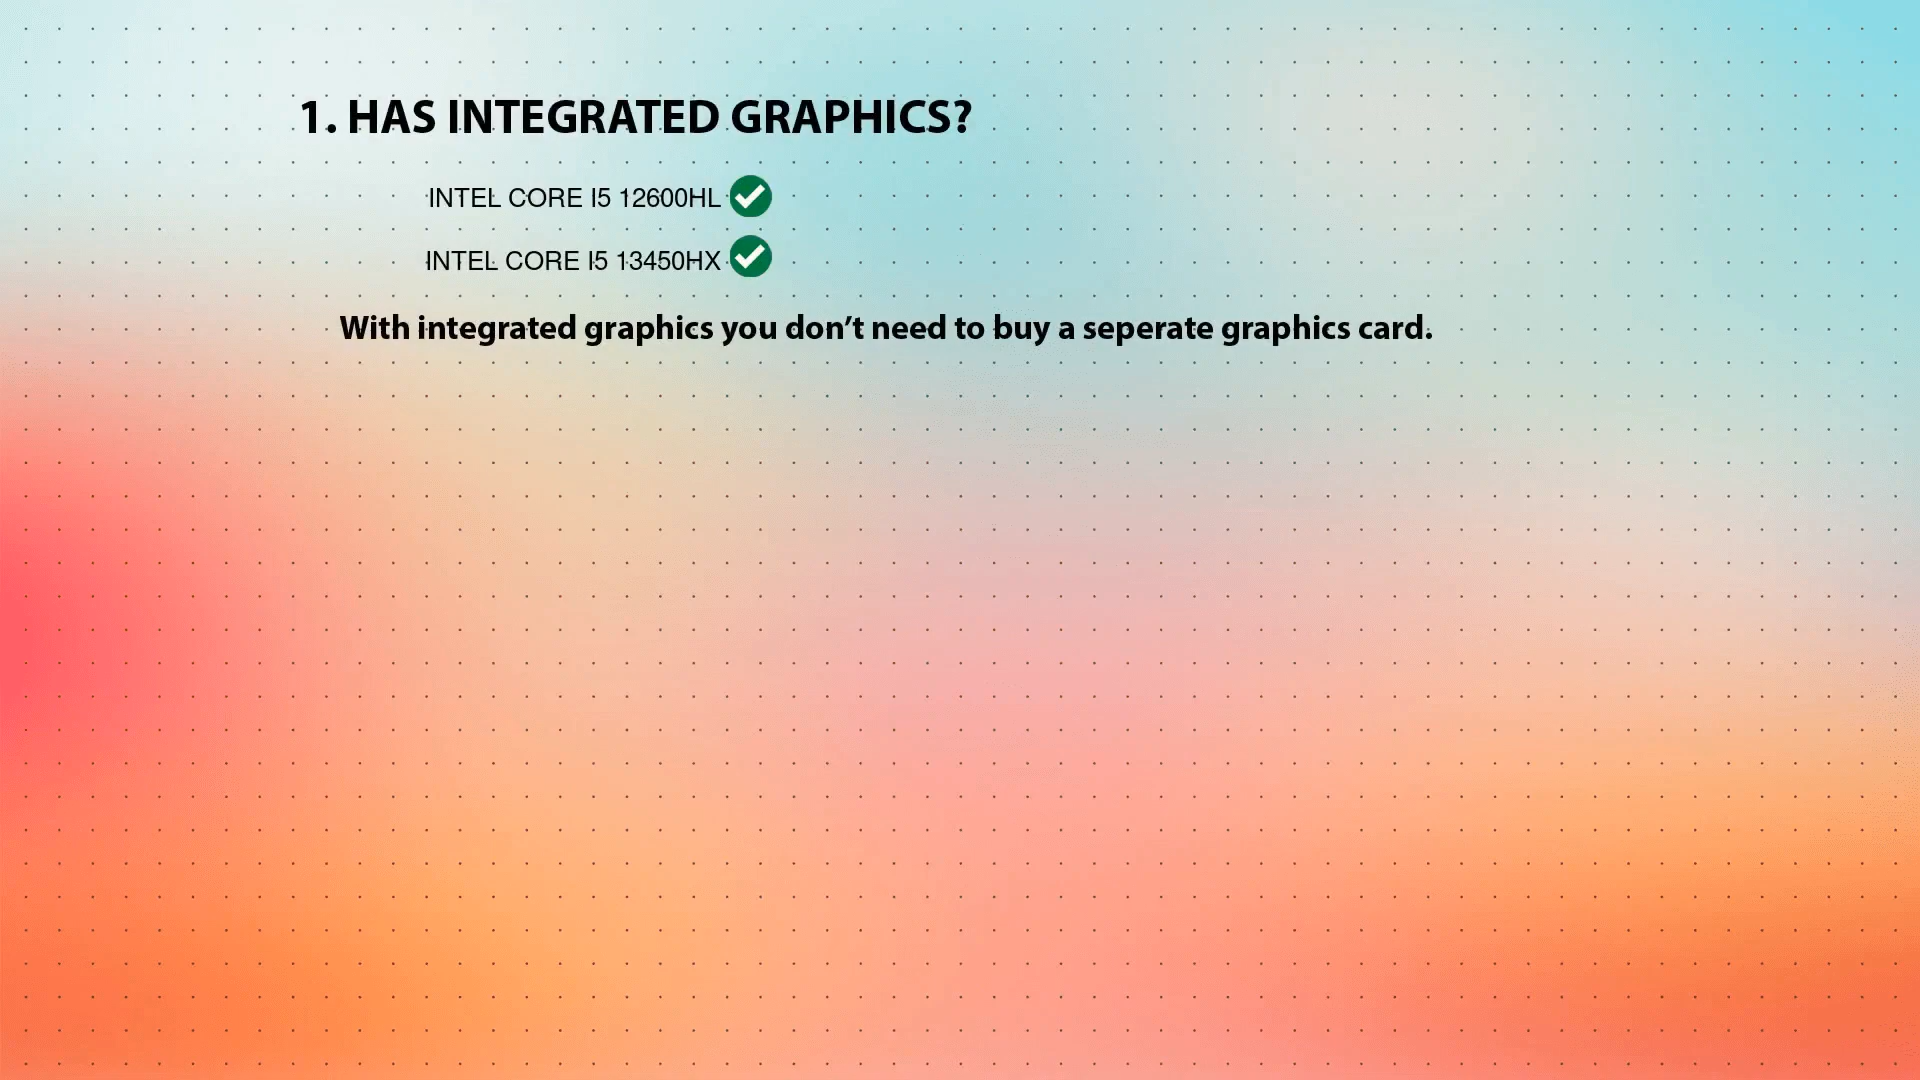 1. HAS INTEGRATED GRAPHICS?
INTEL CORE I5 12600HL
INTEL CORE I5 13450HX
With integrated graphics you don’t need to buy a seperate graphics card.